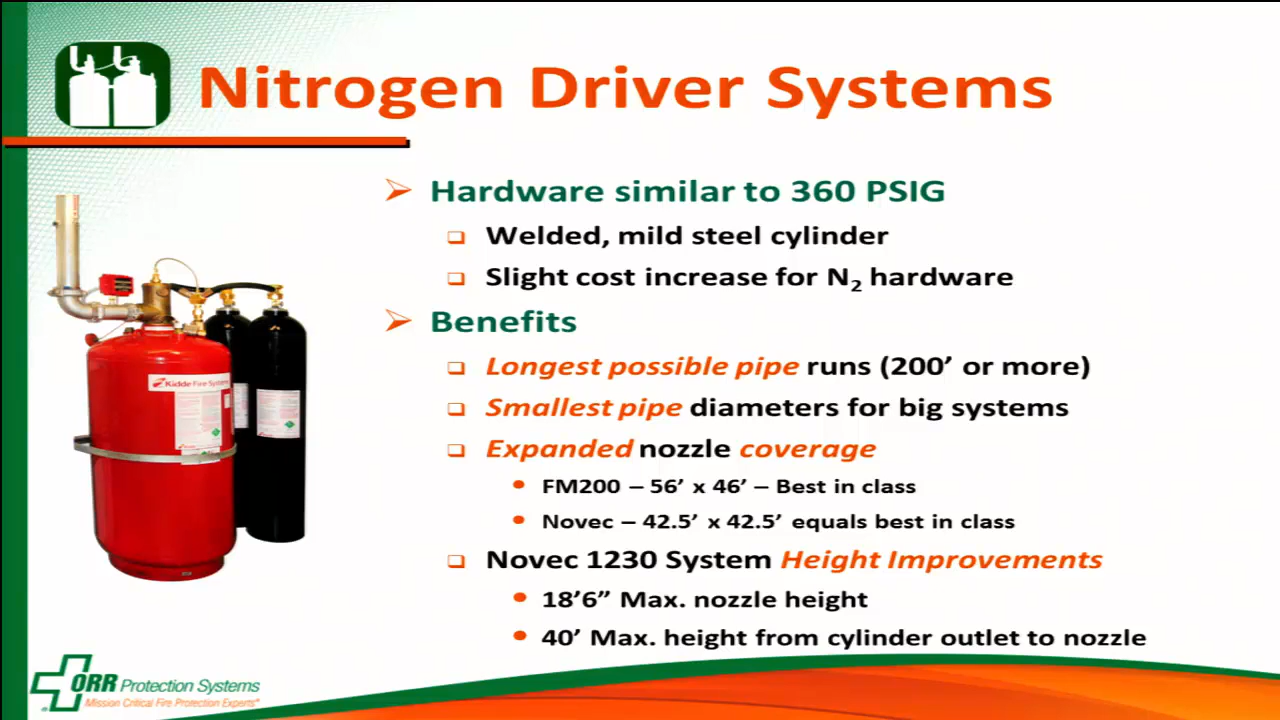 Nitrogen Driver Systems
Hardware similar to 360 PSIG
Welded, mild steel cylinder
Slight cost increase for N₂ hardware
Benefits
Longest possible pipe runs (200’ or more)
Smallest pipe diameters for big systems
Expanded nozzle coverage
FM200 – 56’ x 46’ – Best in class
Novec – 42.5’ x 42.5’ equals best in class
Novec 1230 System Height Improvements
18’6” Max. nozzle height
40’ Max. height from cylinder outlet to nozzle
Kidde Fire Systems
ORR Protection Systems
Mission Critical Fire Protection Experts